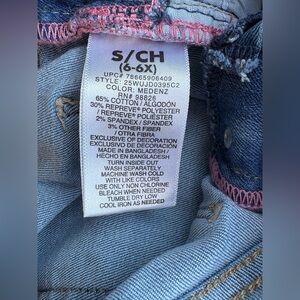 S/CH
(6-6X)
UPC# 78665906409
STYLE: 25WUJD0395C2
COLOR: MEDENZ
RN# 98826
65% COTTON / ALGODÓN
30% REPREVE® POLYESTER
/ REPREVE® POLIÉSTER
2% SPANDEX / SPANDEX
3% OTHER FIBER
/ OTRA FIBRA
EXCLUSIVE OF DECORATION
EXCLUSIVO DE DECORACIÓN
MADE IN BANGLADESH /
HECHO EN BANGLADESH
TURN INSIDE OUT
WASH SEPARATELY
MACHINE WASH COLD
WITH LIKE COLORS
USE ONLY NON CHLORINE
BLEACH WHEN NEEDED
TUMBLE DRY LOW
COOL IRON AS NEEDED